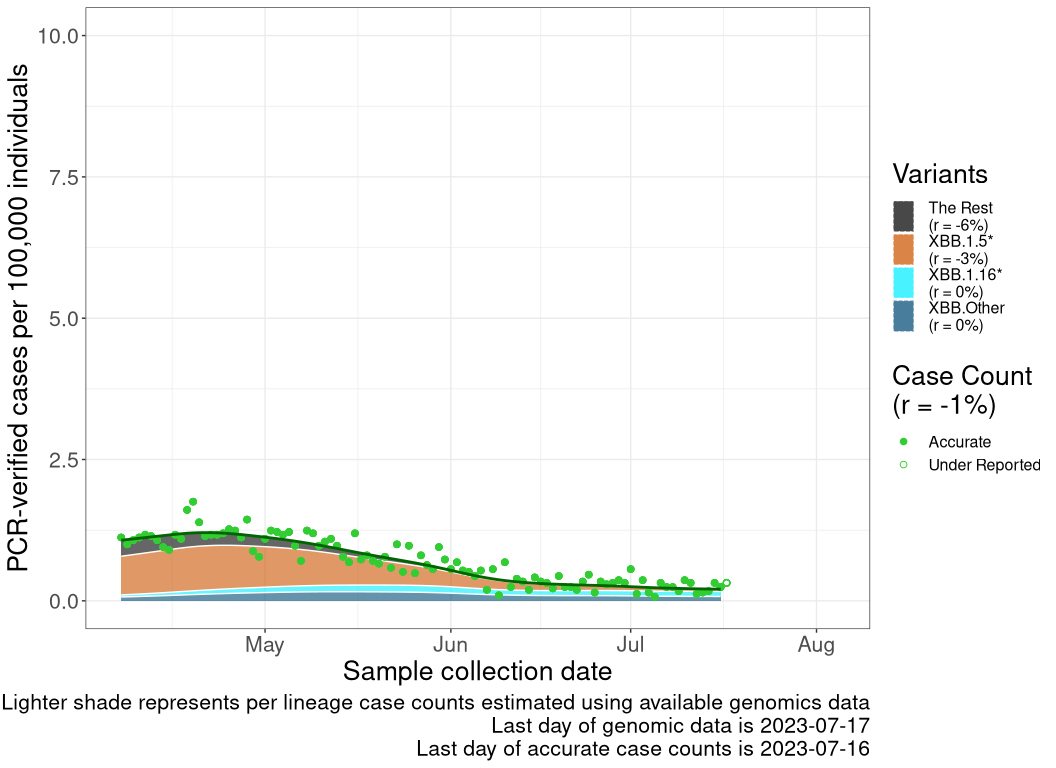 PCR-verified cases per 100,000 individuals
10.0
7.5
5.0
2.5
0.0
May
Jun
Jul
Aug
Sample collection date
Variants
The Rest
(r = -6%)
XBB.1.5*
(r = -3%)
XBB.1.16*
(r = 0%)
XBB.Other
(r = 0%)
Case Count
(r = -1%)
Accurate
Under Reported
Lighter shade represents per lineage case counts estimated using available genomics data
Last day of genomic data is 2023-07-17
Last day of accurate case counts is 2023-07-16